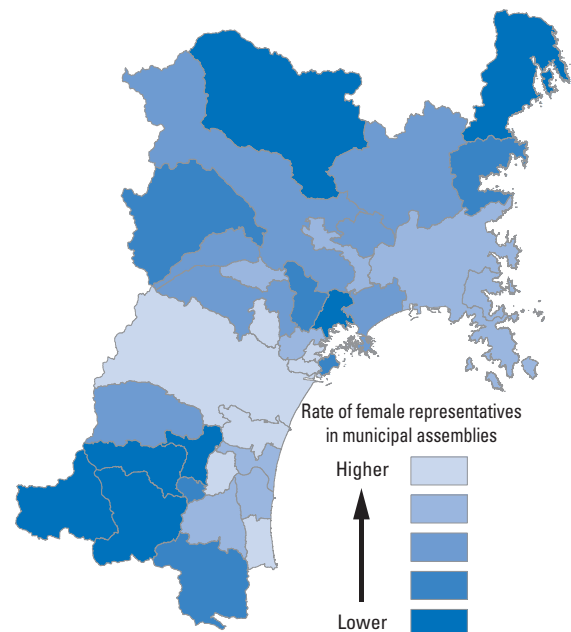 Rate of female representatives
in municipal assemblies
Higher
Lower